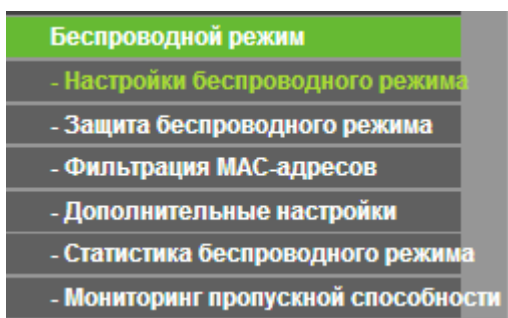 Беспроводной режим
- Настройки беспроводного режима
- Защита беспроводного режима
- Фильтрация MAC-адресов
- Дополнительные настройки
- Статистика беспроводного режима
- Мониторинг пропускной способности